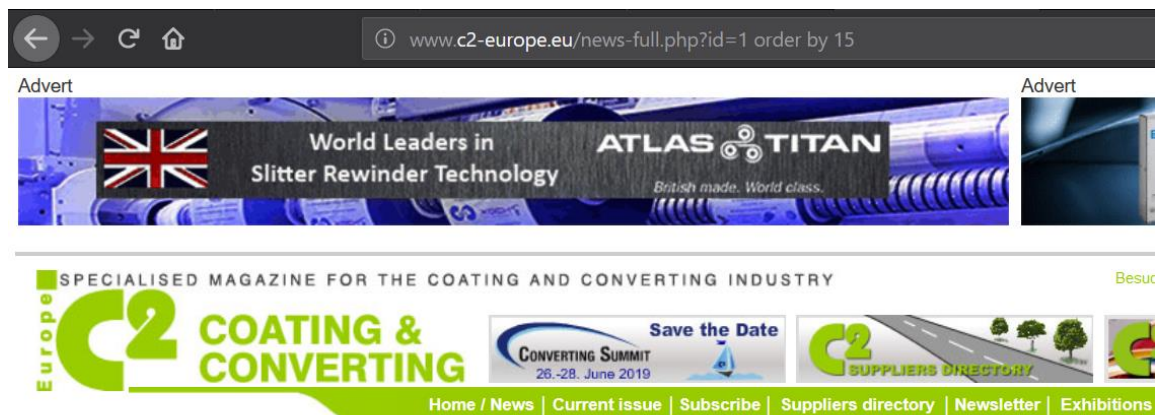 www.c2-europe.eu/news-full.php?id=1 order by 15
Advert
Advert
World Leaders in
Slitter Rewinder Technology
ATLAS TITAN
British made. World class.
SPECIALISED MAGAZINE FOR THE COATING AND CONVERTING INDUSTRY
Europe
C2
COATING &
CONVERTING
Save the Date
CONVERTING SUMMIT
26.-28. June 2019
C2
SUPPLIERS DIRECTORY
Home / News | Current issue | Subscribe | Suppliers directory | Newsletter | Exhibitions